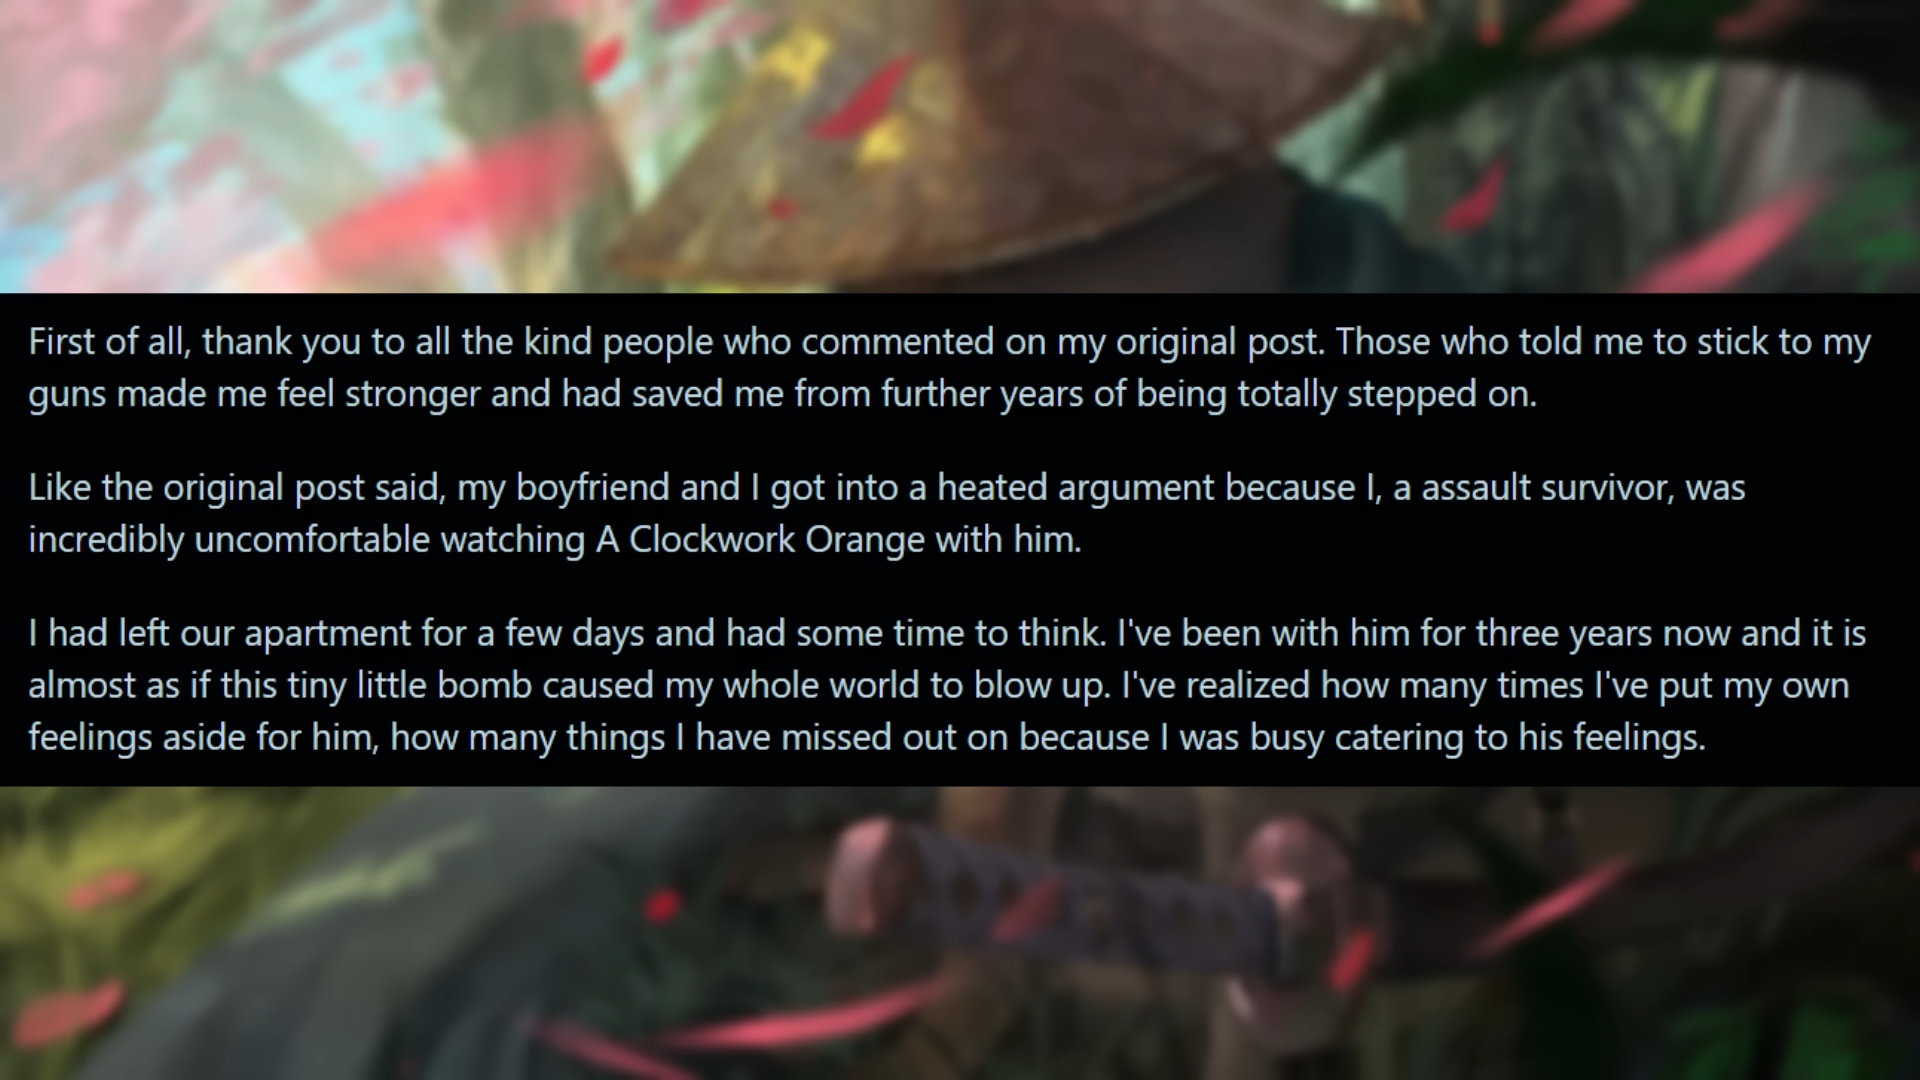 First of all, thank you to all the kind people who commented on my original post. Those who told me to stick to my
guns made me feel stronger and had saved me from further years of being totally stepped on.
Like the original post said, my boyfriend and I got into a heated argument because I, a assault survivor, was
incredibly uncomfortable watching A Clockwork Orange with him.
I had left our apartment for a few days and had some time to think. I've been with him for three years now and it is
almost as if this tiny little bomb caused my whole world to blow up. I've realized how many times I've put my own
feelings aside for him, how many things I have missed out on because I was busy catering to his feelings.